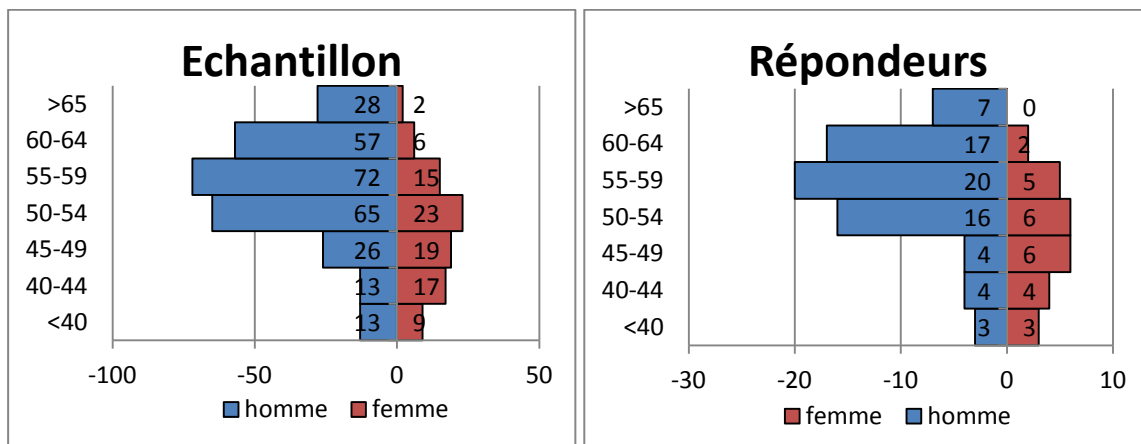 Echantillon
>65 28 2
60-64 57 6
55-59 72 15
50-54 65 23
45-49 26 19
40-44 13 17
<40 13 9
-100 -50 0 50
homme femme
Répondeurs
>65 7 0
60-64 17 2
55-59 20 5
50-54 16 6
45-49 4 6
40-44 4 4
<40 3 3
-30 -20 -10 0 10
femme homme